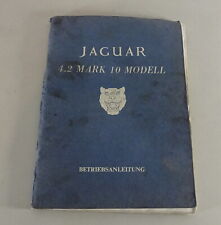 JAGUAR
4.2 MARK 10 MODELL
BETRIEBSANLEITUNG